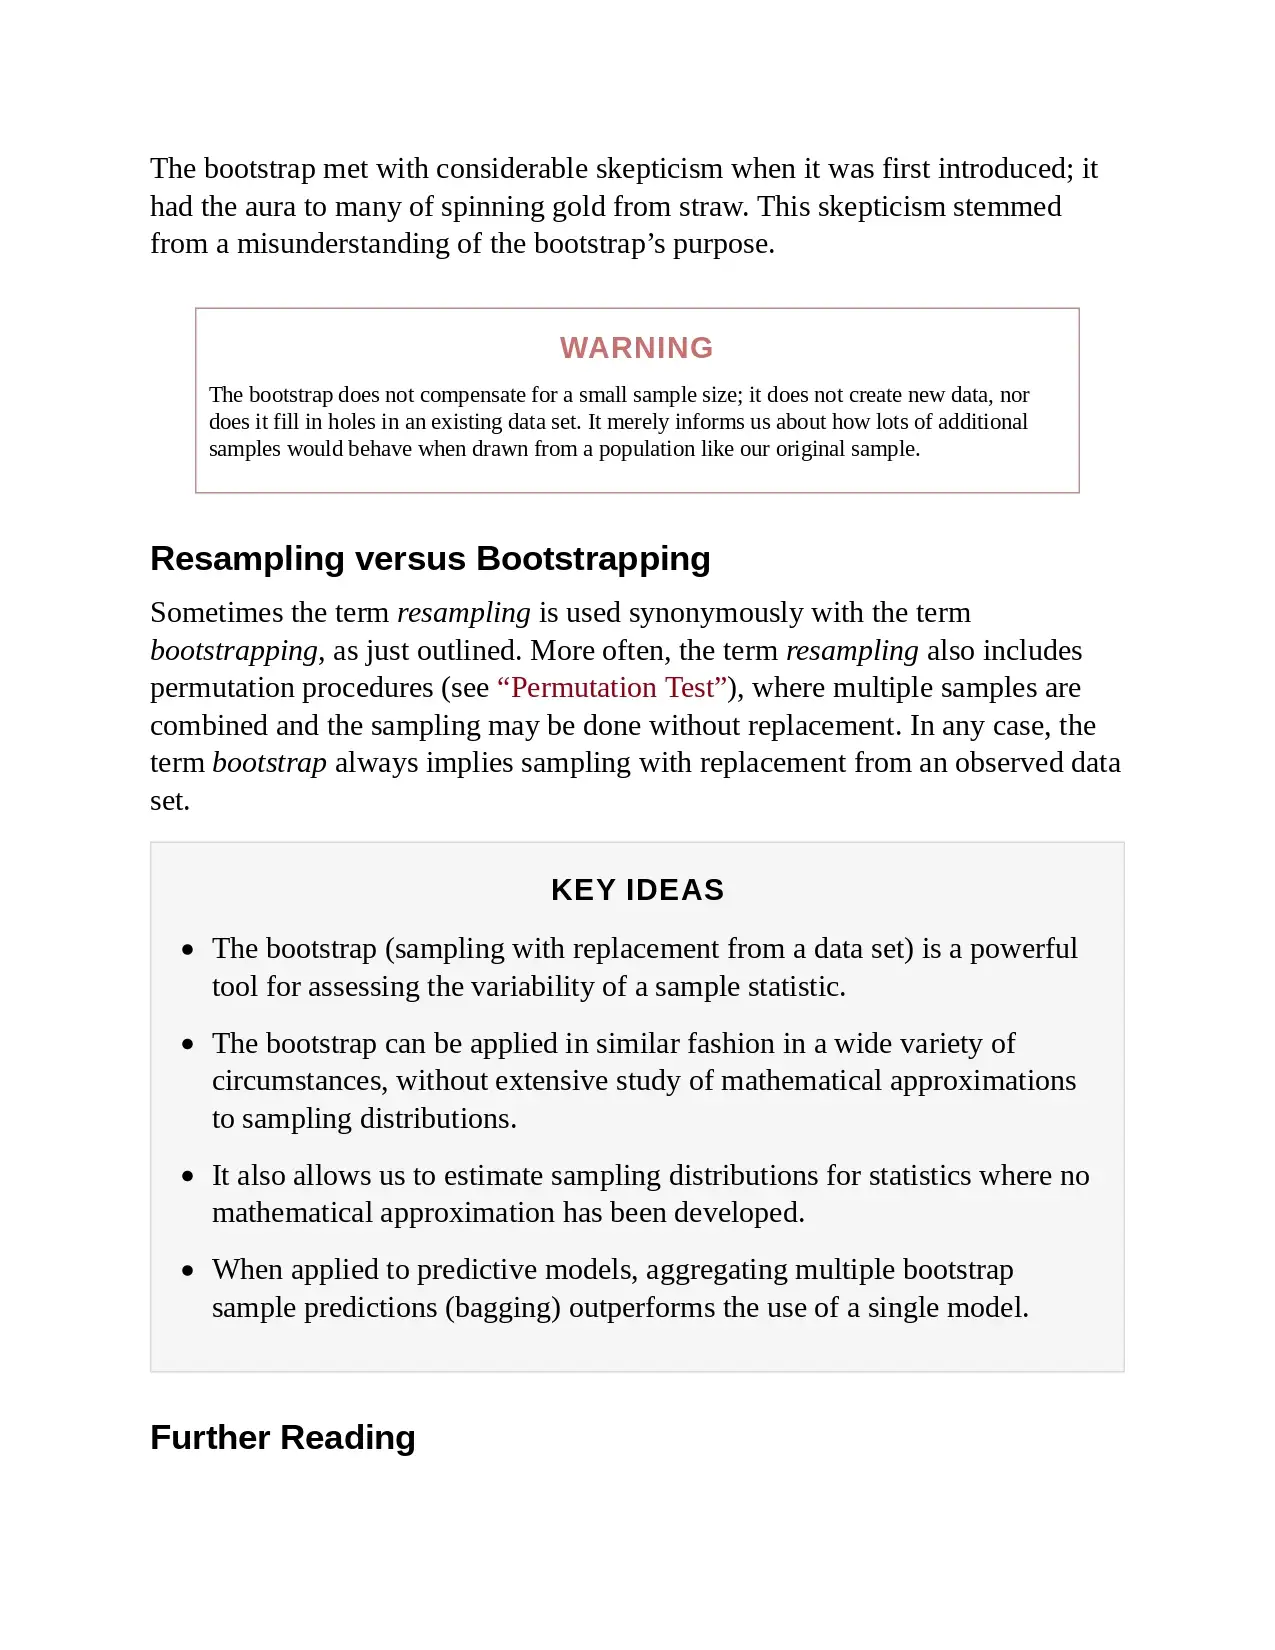 The bootstrap met with considerable skepticism when it was first introduced; it
had the aura to many of spinning gold from straw. This skepticism stemmed
from a misunderstanding of the bootstrap’s purpose.
WARNING
The bootstrap does not compensate for a small sample size; it does not create new data, nor
does it fill in holes in an existing data set. It merely informs us about how lots of additional
samples would behave when drawn from a population like our original sample.
Resampling versus Bootstrapping
Sometimes the term resampling is used synonymously with the term
bootstrapping, as just outlined. More often, the term resampling also includes
permutation procedures (see “Permutation Test”), where multiple samples are
combined and the sampling may be done without replacement. In any case, the
term bootstrap always implies sampling with replacement from an observed data
set.
KEY IDEAS
• The bootstrap (sampling with replacement from a data set) is a powerful
tool for assessing the variability of a sample statistic.
• The bootstrap can be applied in similar fashion in a wide variety of
circumstances, without extensive study of mathematical approximations
to sampling distributions.
• It also allows us to estimate sampling distributions for statistics where no
mathematical approximation has been developed.
• When applied to predictive models, aggregating multiple bootstrap
sample predictions (bagging) outperforms the use of a single model.
Further Reading